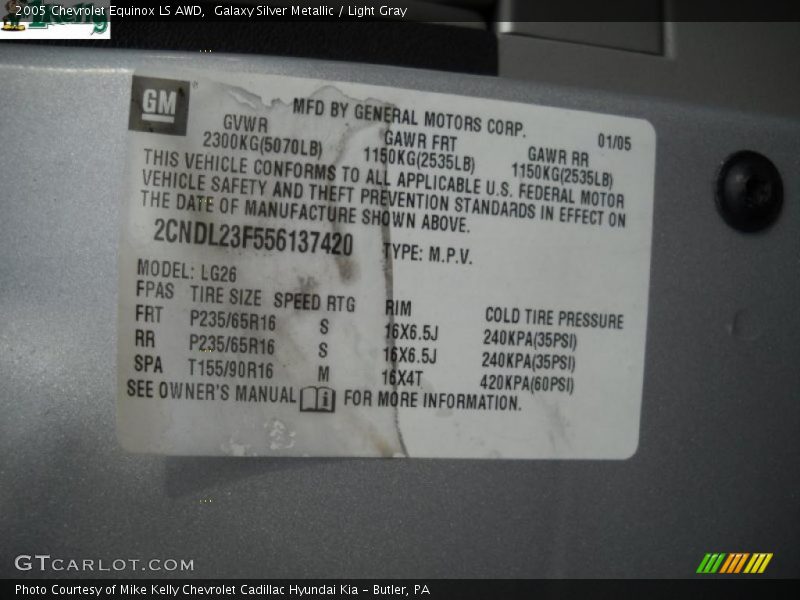 2005 Chevrolet Equinox LS AWD, Galaxy Silver Metallic / Light Gray
GM
MFD BY GENERAL MOTORS CORP. 01/05
GVWR GAWR FRT GAWR RR
2300KG(5070LB) 1150KG(2535LB) 1150KG(2535LB)
THIS VEHICLE CONFORMS TO ALL APPLICABLE U.S. FEDERAL MOTOR
VEHICLE SAFETY AND THEFT PREVENTION STANDARDS IN EFFECT ON
THE DATE OF MANUFACTURE SHOWN ABOVE.
2CNDL23F556137420 TYPE: M.P.V.
MODEL: LG26
FPAS TIRE SIZE SPEED RTG RIM COLD TIRE PRESSURE
FRT P235/65R16 S 16X6.5J 240KPA(35PSI)
RR P235/65R16 S 16X6.5J 240KPA(35PSI)
SPA T155/90R16 M 16X4T 420KPA(60PSI)
SEE OWNER'S MANUAL FOR MORE INFORMATION.
GTCARLOT.COM
Photo Courtesy of Mike Kelly Chevrolet Cadillac Hyundai Kia - Butler, PA